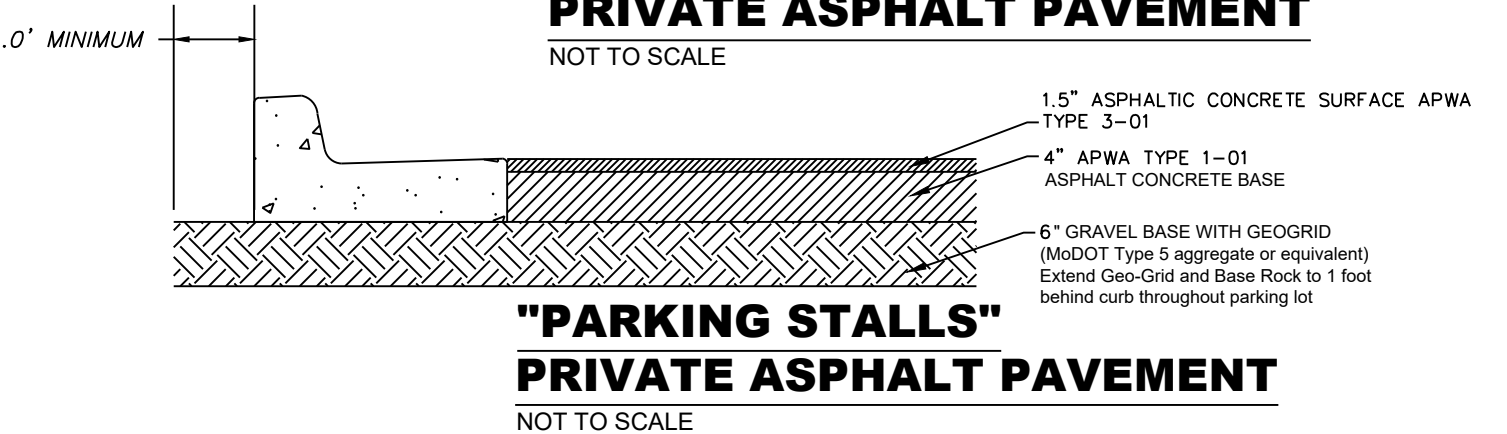 PRIVATE ASPHALT PAVEMENT
NOT TO SCALE
.0' MINIMUM
1.5" ASPHALTIC CONCRETE SURFACE APWA
TYPE 3-01
4" APWA TYPE 1-01
ASPHALT CONCRETE BASE
6" GRAVEL BASE WITH GEOGRID
(MoDOT Type 5 aggregate or equivalent)
Extend Geo-Grid and Base Rock to 1 foot
behind curb throughout parking lot
"PARKING STALLS"
PRIVATE ASPHALT PAVEMENT
NOT TO SCALE